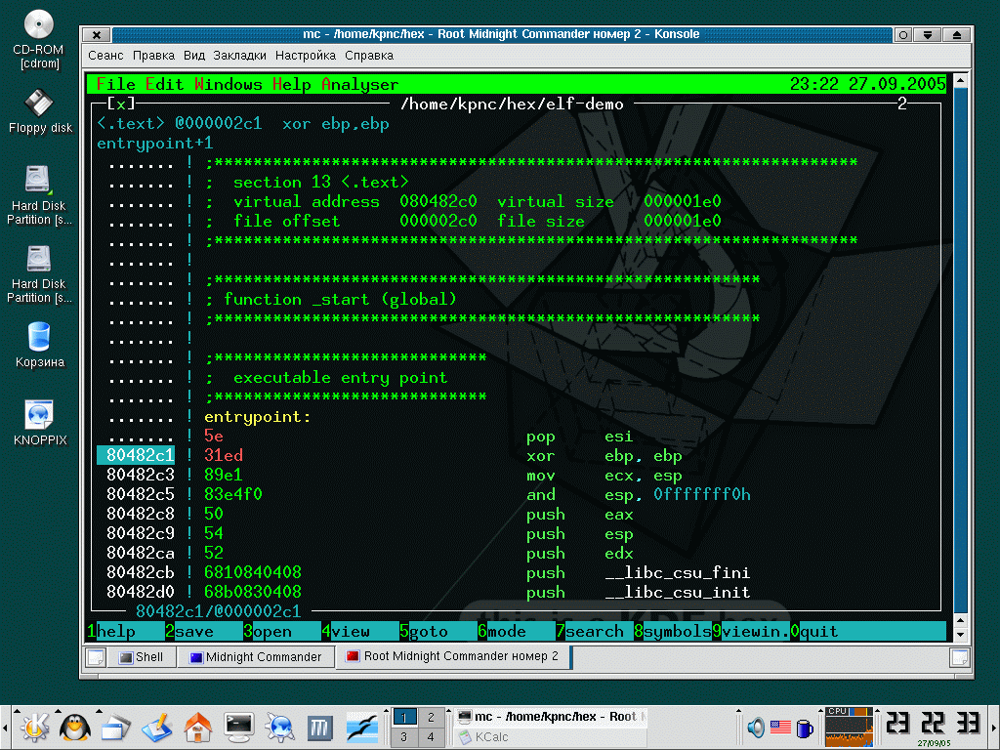 mc - /home/kpnc/hex - Root Midnight Commander номер 2 - Konsole
Сеанс Правка Вид Закладки Настройка Справка
CD-ROM
[cdrom]
Floppy disk
Hard Disk
Partition [s...
Hard Disk
Partition [s...
Корзина
KNOPPIX
File Edit Windows Help Analyser 23:22 27.09.2005
[x] /home/kpnc/hex/elf-demo 2
<.text> @000002c1 xor ebp,ebp
entrypoint+1
....... ! ;******************************************************************
....... ! ; section 13 <.text>
....... ! ; virtual address 080482c0 virtual size 000001e0
....... ! ; file offset 000002c0 file size 000001e0
....... ! ;******************************************************************
....... !
....... ! ;********************************************************
....... ! ; function _start (global)
....... ! ;********************************************************
....... !
....... ! ;****************************
....... ! ; executable entry point
....... ! ;****************************
....... ! entrypoint:
....... ! 5e pop esi
80482c1 ! 31ed xor ebp, ebp
80482c3 ! 89e1 mov ecx, esp
80482c5 ! 83e4f0 and esp, 0fffffff0h
80482c8 ! 50 push eax
80482c9 ! 54 push esp
80482ca ! 52 push edx
80482cb ! 6810840408 push __libc_csu_fini
80482d0 ! 68b0830408 push __libc_csu_init
80482c1/@000002c1
1help 2save 3open 4view 5goto 6mode 7search 8symbols9viewin.0quit
Shell Midnight Commander Root Midnight Commander номер 2
1 2
3 4
mc - /home/kpnc/hex - Root
KCalc
CPU
23 22 33
27/09/05